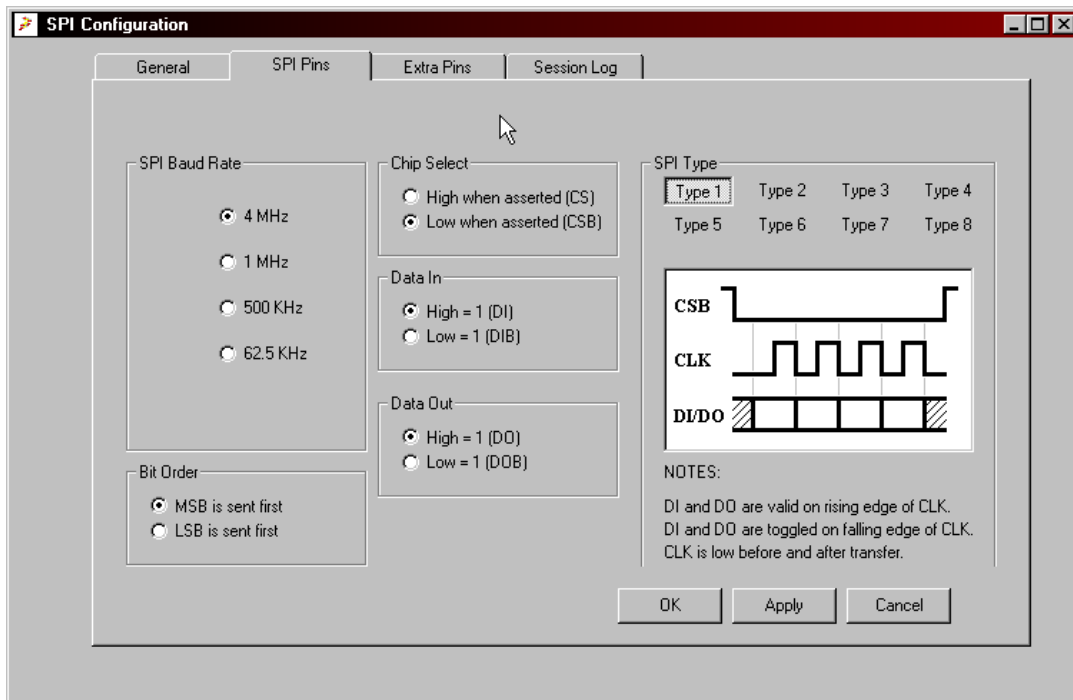 SPI Configuration
General
SPI Pins
Extra Pins
Session Log
SPI Baud Rate
4 MHz
1 MHz
500 KHz
62.5 KHz
Bit Order
MSB is sent first
LSB is sent first
Chip Select
High when asserted (CS)
Low when asserted (CSB)
Data In
High = 1 (DI)
Low = 1 (DIB)
Data Out
High = 1 (DO)
Low = 1 (DOB)
SPI Type
Type 1 Type 2 Type 3 Type 4
Type 5 Type 6 Type 7 Type 8
CSB
CLK
DI/DO
NOTES:
DI and DO are valid on rising edge of CLK.
DI and DO are toggled on falling edge of CLK.
CLK is low before and after transfer.
OK
Apply
Cancel